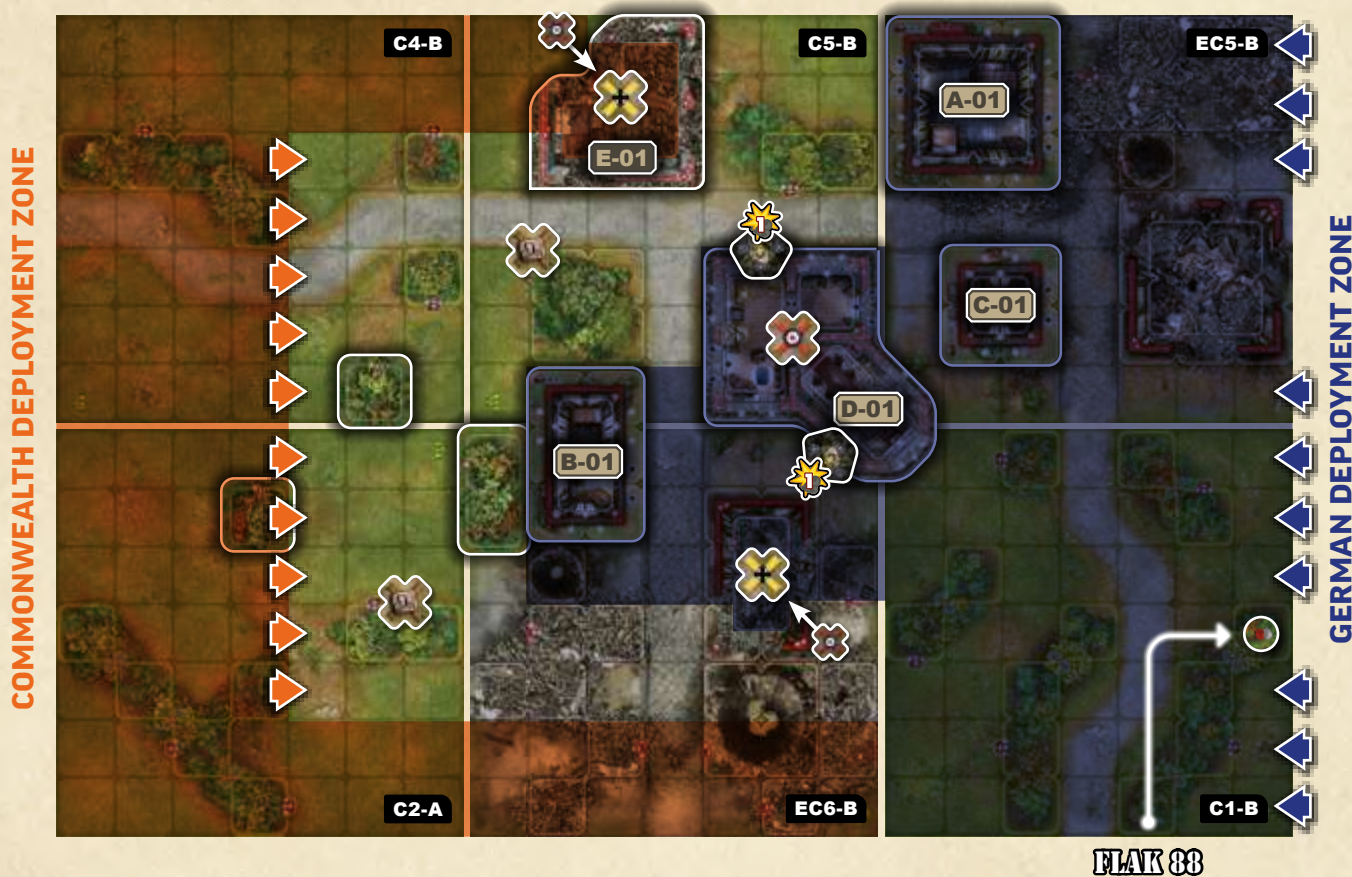 C4-B
C5-B
EC5-B
A-01
E-01
COMMONWEALTH DEPLOYMENT ZONE
GERMAN DEPLOYMENT ZONE
1
C-01
D-01
B-01
1
C2-A
EC6-B
C1-B
FLAK 88